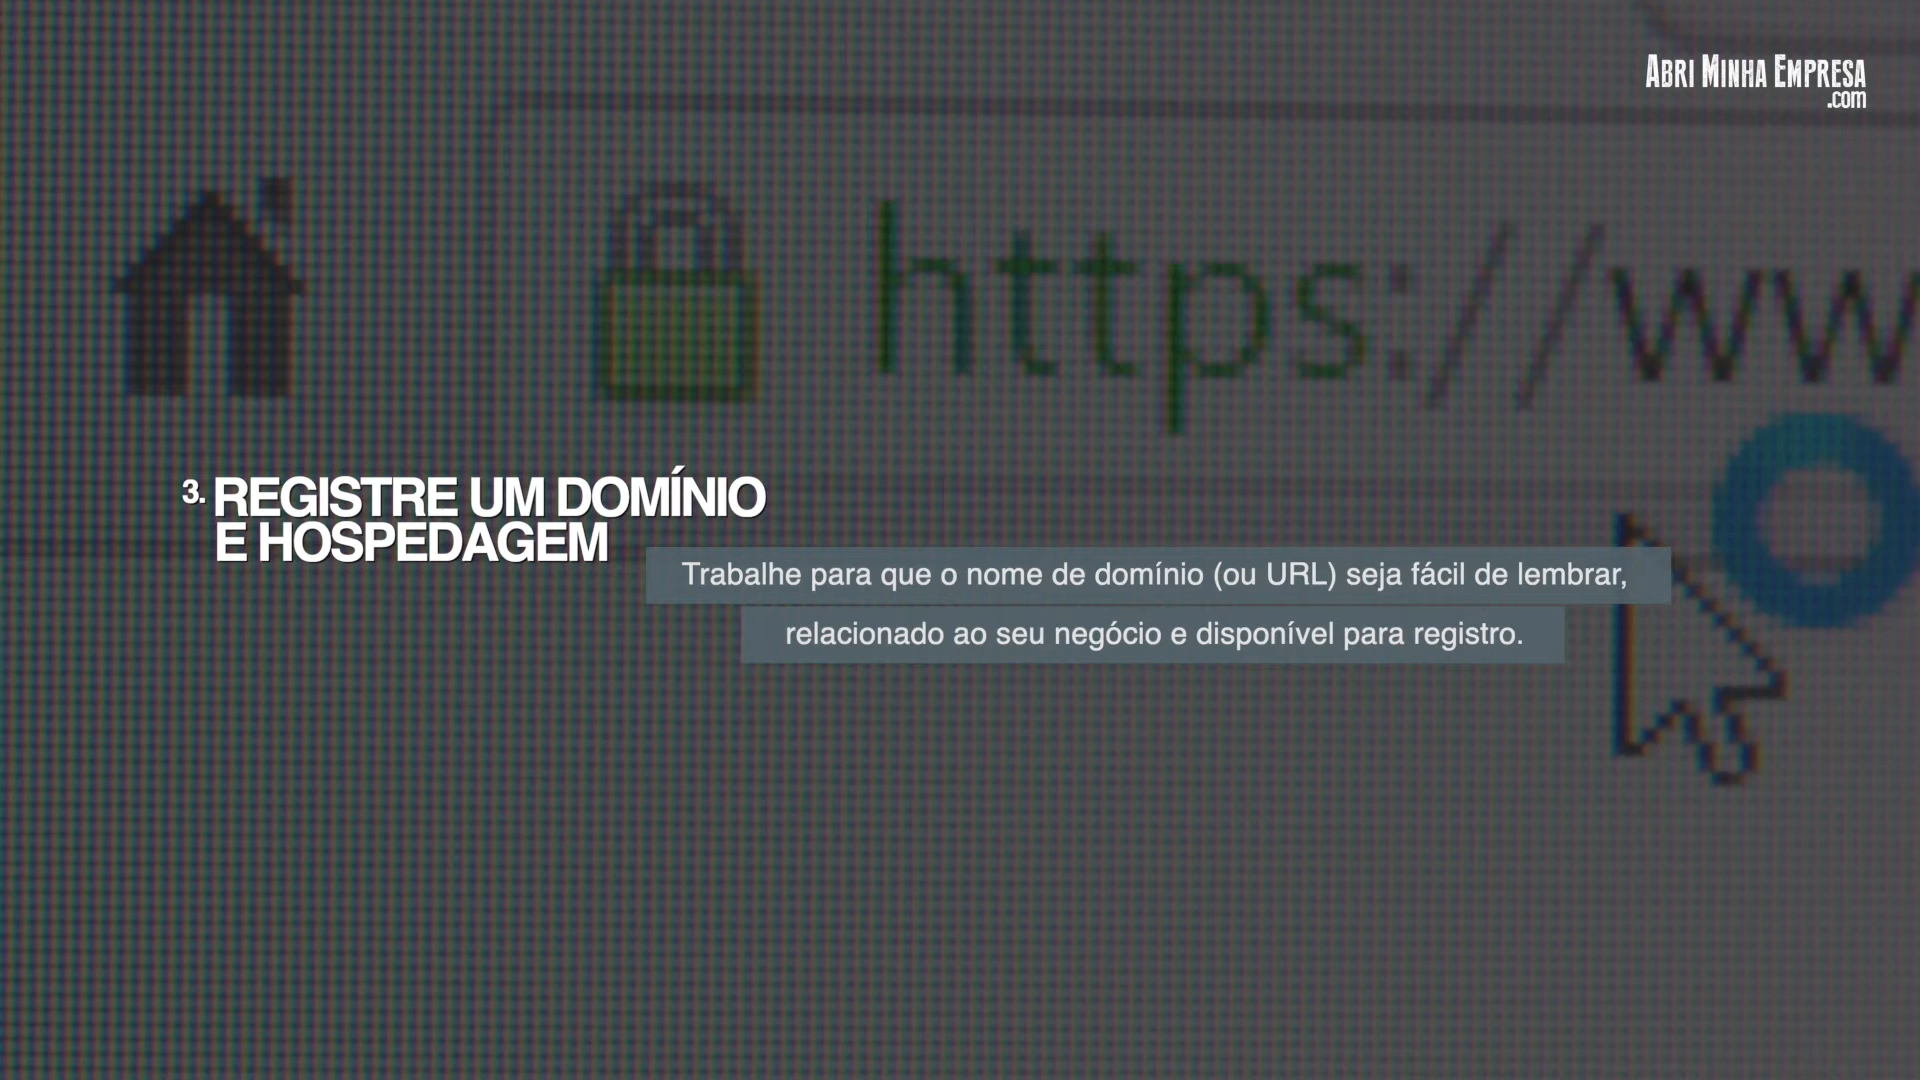 ABRI MINHA EMPRESA
.com
https://ww
3. REGISTRE UM DOMÍNIO
E HOSPEDAGEM
Trabalhe para que o nome de domínio (ou URL) seja fácil de lembrar,
relacionado ao seu negócio e disponível para registro.